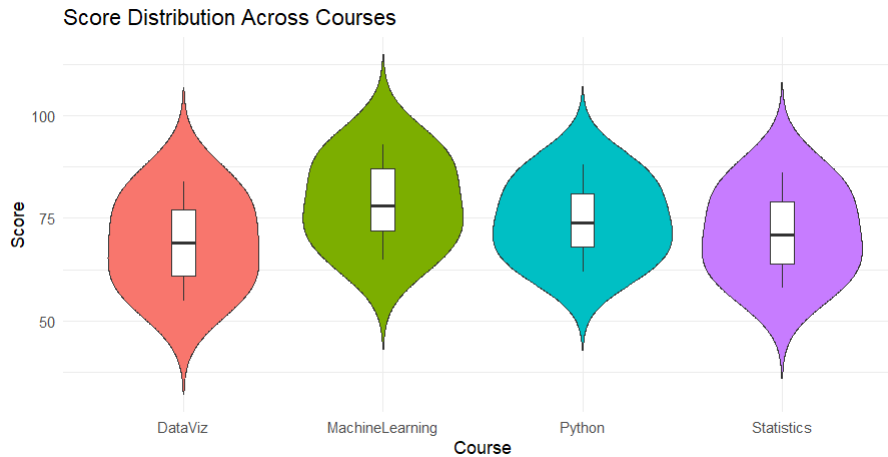 Score Distribution Across Courses
100
75
50
Score
DataViz
MachineLearning
Python
Statistics
Course